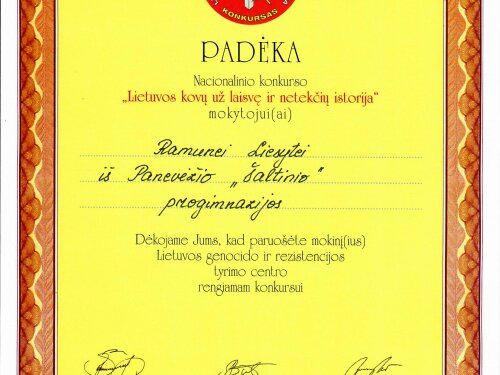 KONKURSAS
PADĖKA
Nacionalinio konkurso
„Lietuvos kovų už laisvę ir netekčių istorija“
mokytojui(ai)
Ramunei Liesytei
iš Panevėžio „Šaltinio“
progimnazijos
Dėkojame Jums, kad paruošėte mokinį(ius)
Lietuvos genocido ir rezistencijos
tyrimo centro
rengiamam konkursui